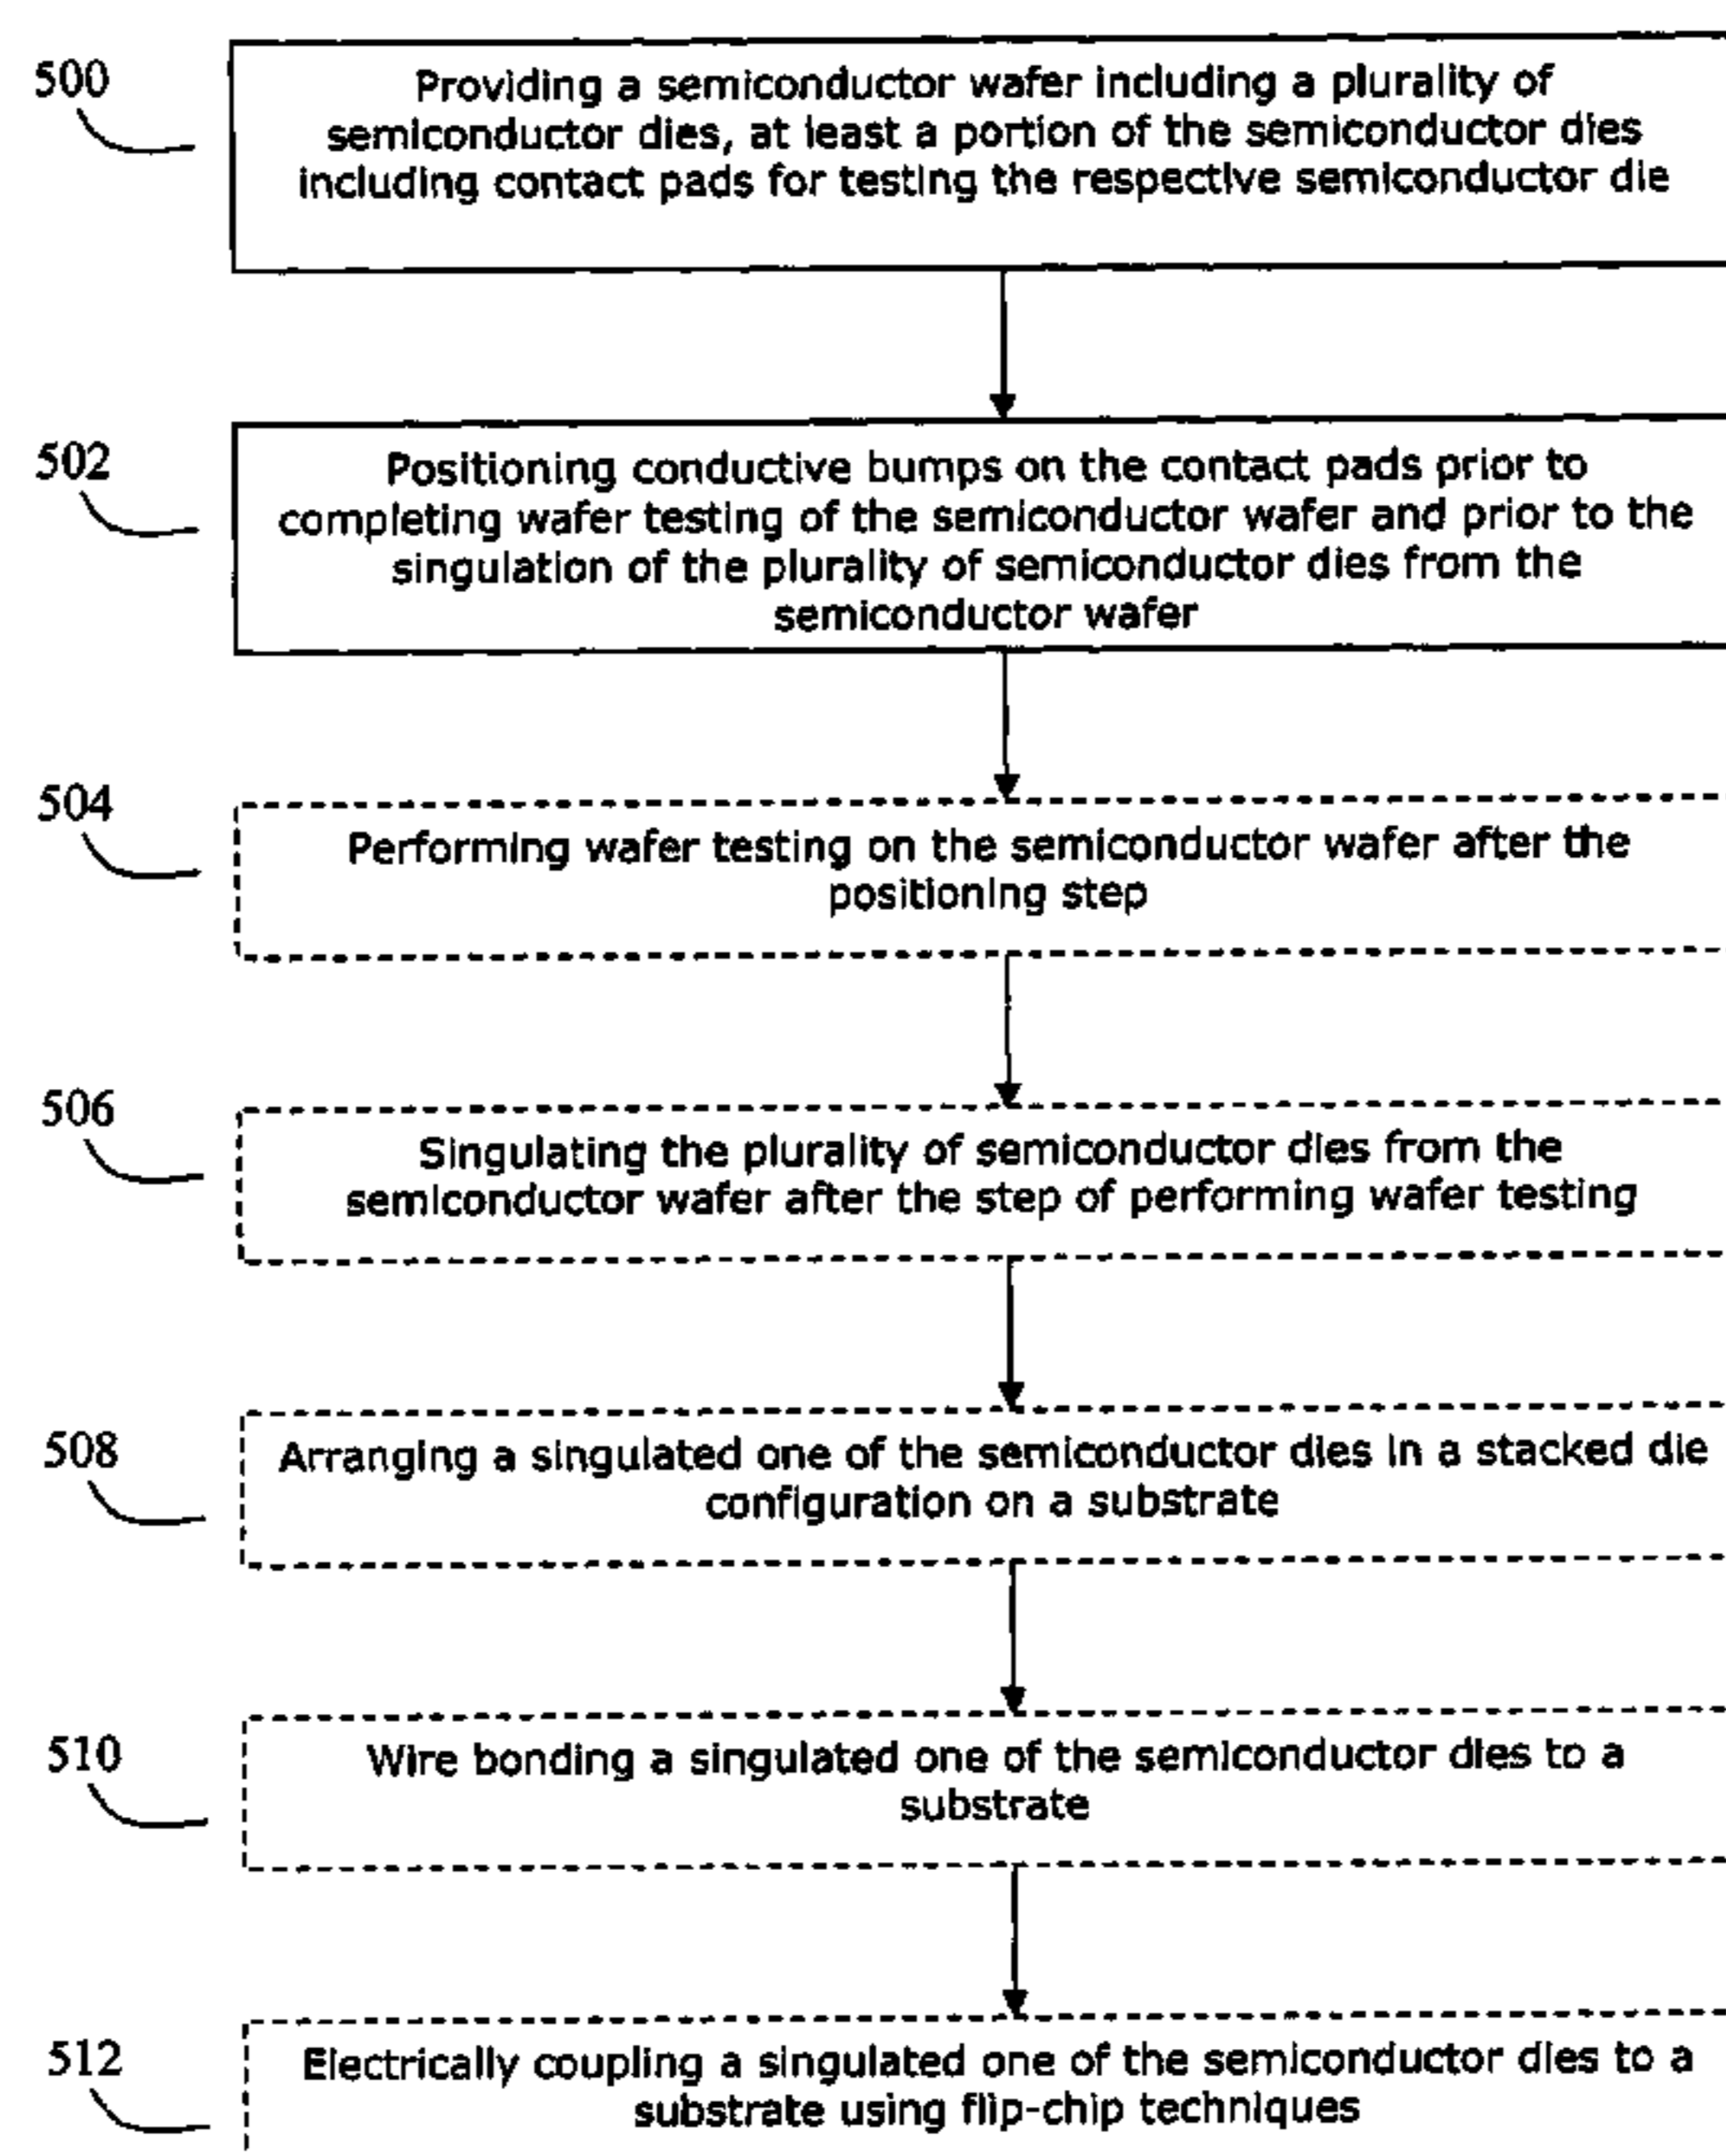 500
Providing a semiconductor wafer including a plurality of
semiconductor dies, at least a portion of the semiconductor dies
including contact pads for testing the respective semiconductor die
502
Positioning conductive bumps on the contact pads prior to
completing wafer testing of the semiconductor wafer and prior to the
singulation of the plurality of semiconductor dies from the
semiconductor wafer
504
Performing wafer testing on the semiconductor wafer after the
positioning step
506
Singulating the plurality of semiconductor dies from the
semiconductor wafer after the step of performing wafer testing
508
Arranging a singulated one of the semiconductor dies in a stacked die
configuration on a substrate
510
Wire bonding a singulated one of the semiconductor dies to a
substrate
512
Electrically coupling a singulated one of the semiconductor dies to a
substrate using flip-chip techniques